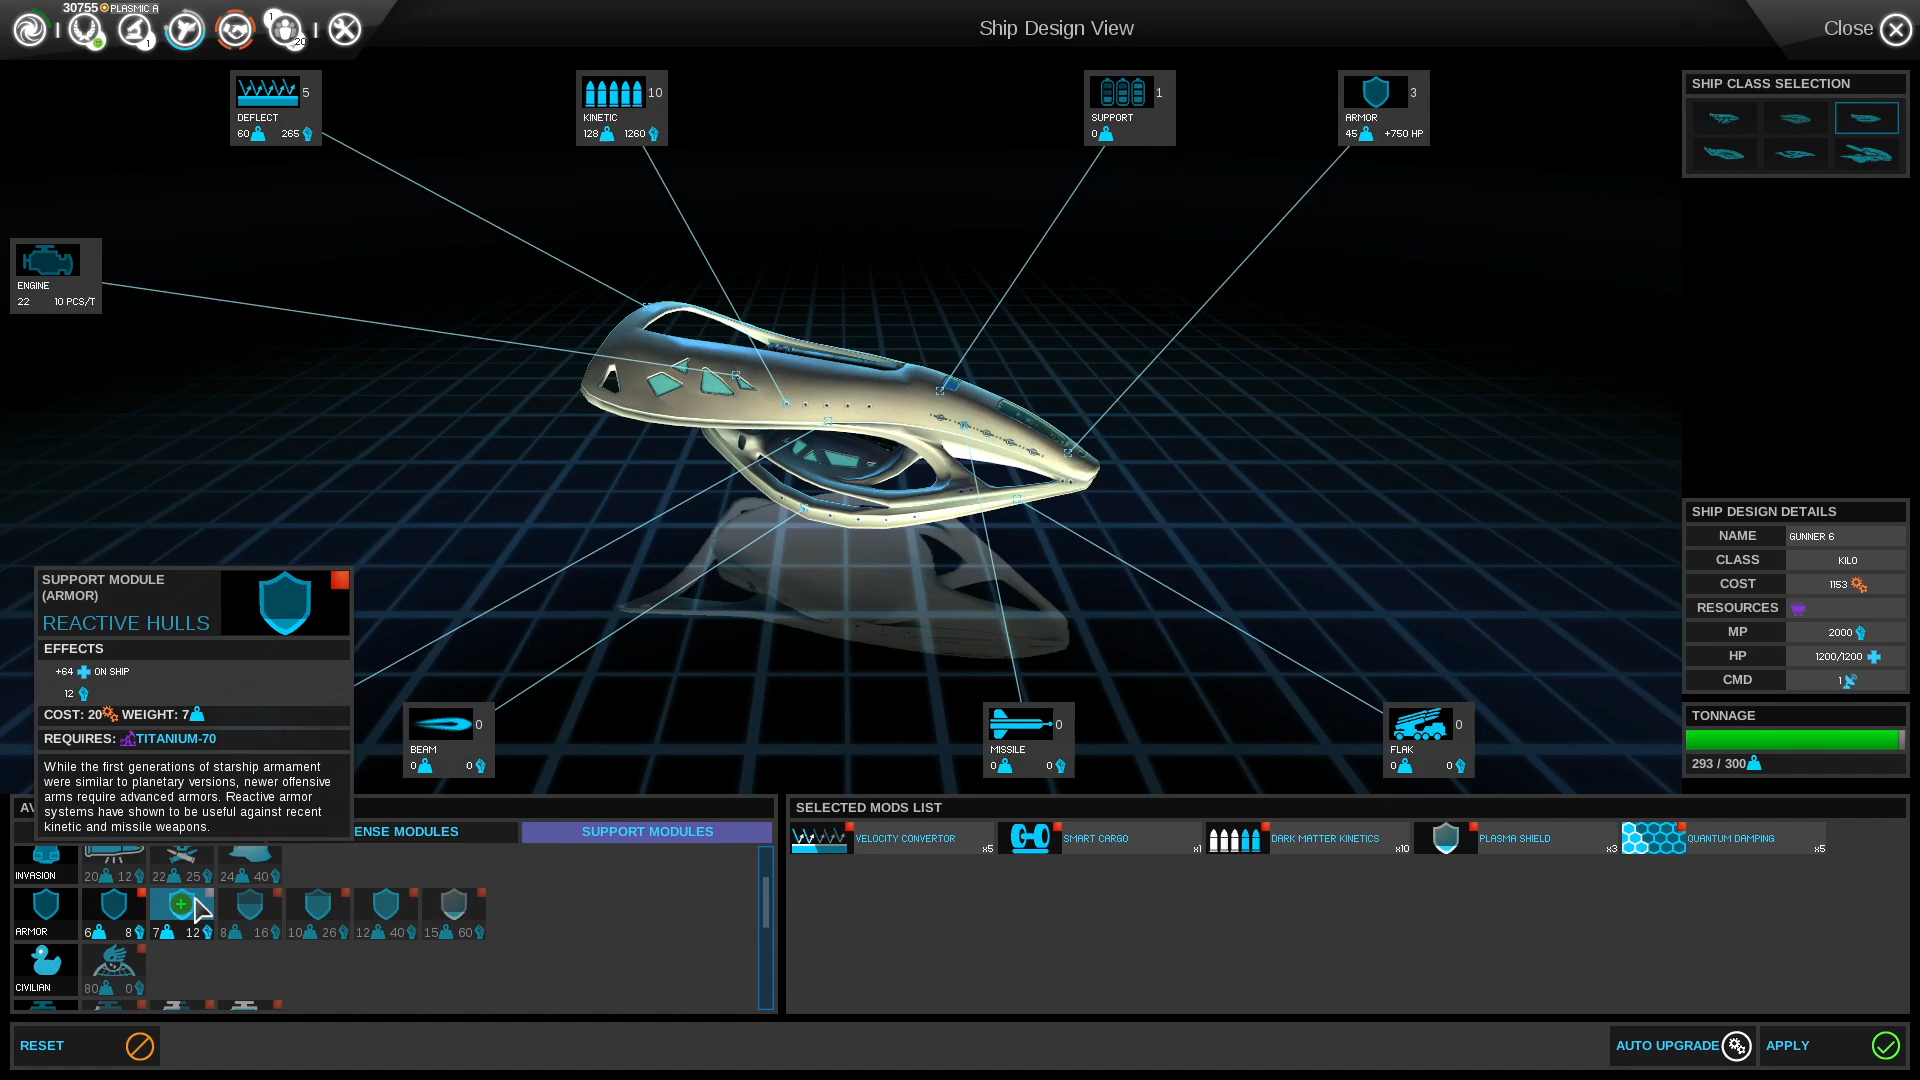 30755 PLASMIC A
1
1
20
Ship Design View
Close
5
DEFLECT
60 265
10
KINETIC
128 1260
1
SUPPORT
0
3
ARMOR
45 +750 HP
SHIP CLASS SELECTION
ENGINE
22 10 PCS/T
SHIP DESIGN DETAILS
NAME GUNNER 6
CLASS KILO
COST 1153
RESOURCES
MP 2000
HP 1200/1200
CMD 1
TONNAGE
293 / 300
SUPPORT MODULE
(ARMOR)
REACTIVE HULLS
EFFECTS
+64 ON SHIP
12
COST: 20 WEIGHT: 7
REQUIRES: TITANIUM-70
While the first generations of starship armament
were similar to planetary versions, newer offensive
arms require advanced armors. Reactive armor
systems have shown to be useful against recent
kinetic and missile weapons.
0
BEAM
0 0
0
MISSILE
0 0
0
FLAK
0 0
AV
ENSE MODULES
SUPPORT MODULES
INVASION
20 12 22 25 24 40
ARMOR
6 8 7 12 8 16 10 26 12 40 15 60
CIVILIAN
80 0
SELECTED MODS LIST
VELOCITY CONVERTOR x5
SMART CARGO x1
DARK MATTER KINETICS x10
PLASMA SHIELD x3
QUANTUM DAMPING x5
RESET
AUTO UPGRADE
APPLY